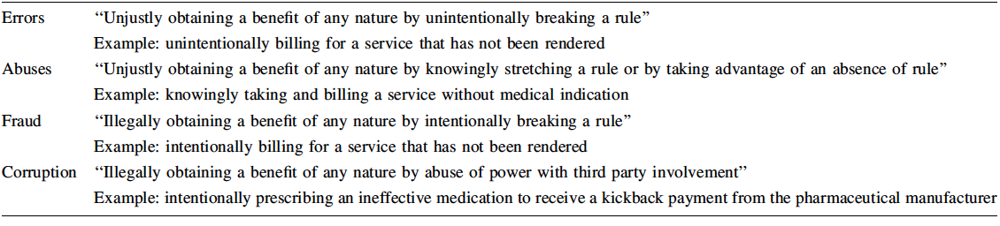 Errors “Unjustly obtaining a benefit of any nature by unintentionally breaking a rule”
Example: unintentionally billing for a service that has not been rendered
Abuses “Unjustly obtaining a benefit of any nature by knowingly stretching a rule or by taking advantage of an absence of rule”
Example: knowingly taking and billing a service without medical indication
Fraud “Illegally obtaining a benefit of any nature by intentionally breaking a rule”
Example: intentionally billing for a service that has not been rendered
Corruption “Illegally obtaining a benefit of any nature by abuse of power with third party involvement”
Example: intentionally prescribing an ineffective medication to receive a kickback payment from the pharmaceutical manufacturer